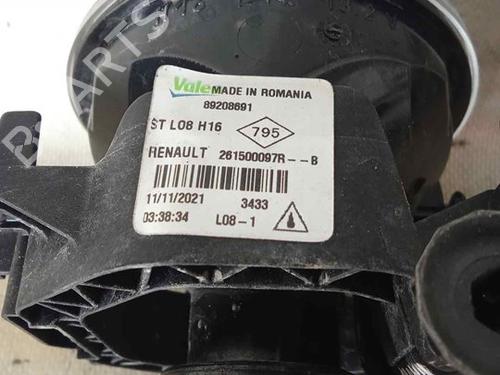 Valeo MADE IN ROMANIA
89208691
ST L08 H16 795
RENAULT 261500097R--B
11/11/2021 3433
03:38:34 L08-1
PARTS